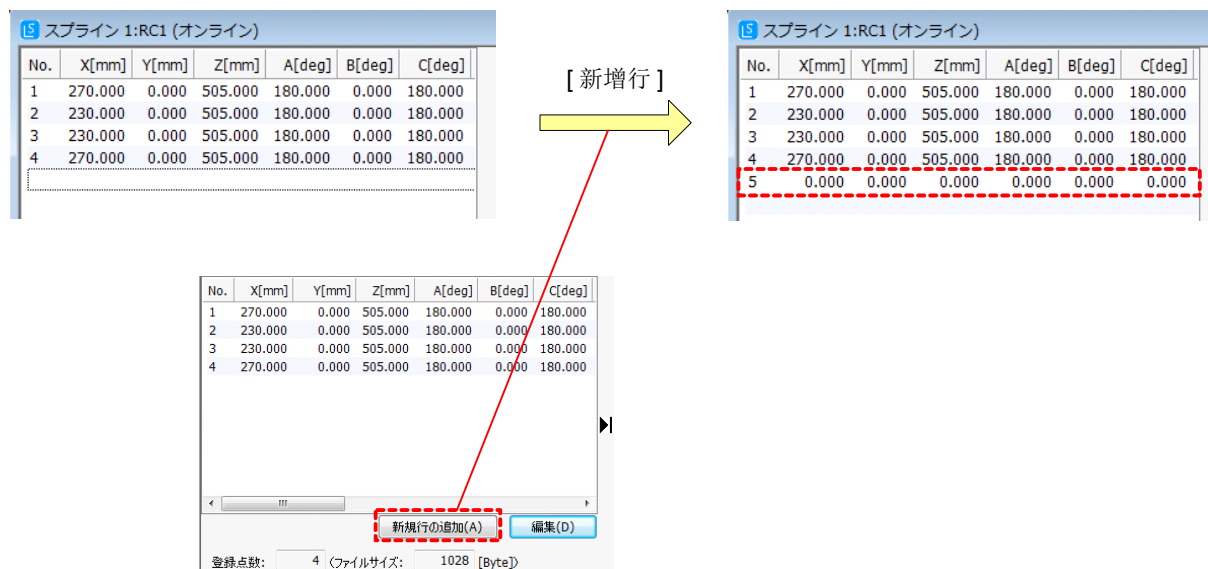 スプライン 1:RC1 (オンライン)
No. X[mm] Y[mm] Z[mm] A[deg] B[deg] C[deg]
1 270.000 0.000 505.000 180.000 0.000 180.000
2 230.000 0.000 505.000 180.000 0.000 180.000
3 230.000 0.000 505.000 180.000 0.000 180.000
4 270.000 0.000 505.000 180.000 0.000 180.000
[ 新增行 ]
スプライン 1:RC1 (オンライン)
No. X[mm] Y[mm] Z[mm] A[deg] B[deg] C[deg]
1 270.000 0.000 505.000 180.000 0.000 180.000
2 230.000 0.000 505.000 180.000 0.000 180.000
3 230.000 0.000 505.000 180.000 0.000 180.000
4 270.000 0.000 505.000 180.000 0.000 180.000
5 0.000 0.000 0.000 0.000 0.000 0.000
No. X[mm] Y[mm] Z[mm] A[deg] B[deg] C[deg]
1 270.000 0.000 505.000 180.000 0.000 180.000
2 230.000 0.000 505.000 180.000 0.000 180.000
3 230.000 0.000 505.000 180.000 0.000 180.000
4 270.000 0.000 505.000 180.000 0.000 180.000
新規行の追加(A) 編集(D)
登録点数: 4 (ファイルサイズ: 1028 [Byte])